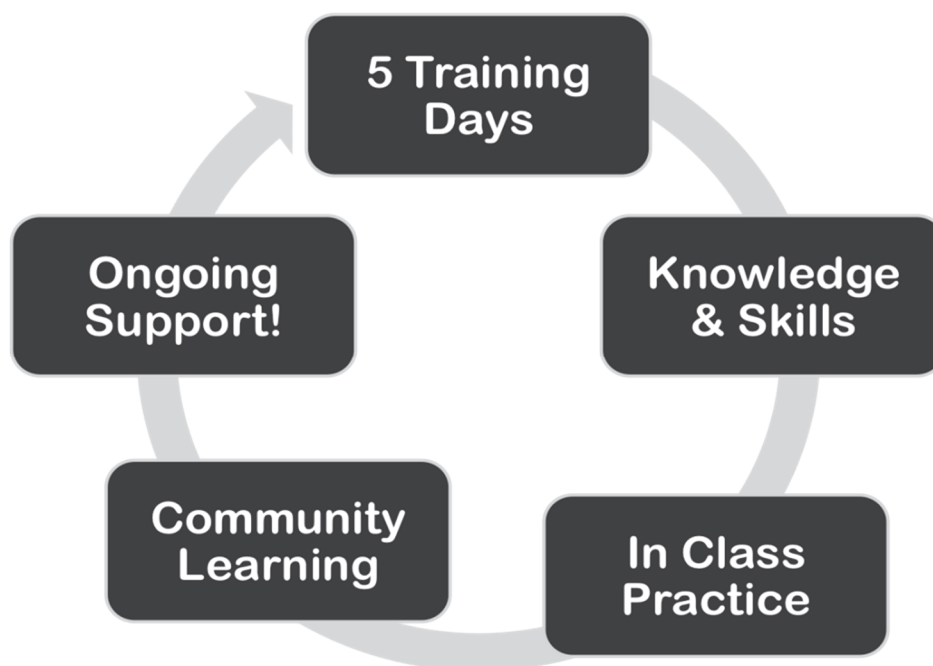 5 Training
Days
Knowledge
& Skills
In Class
Practice
Community
Learning
Ongoing
Support!